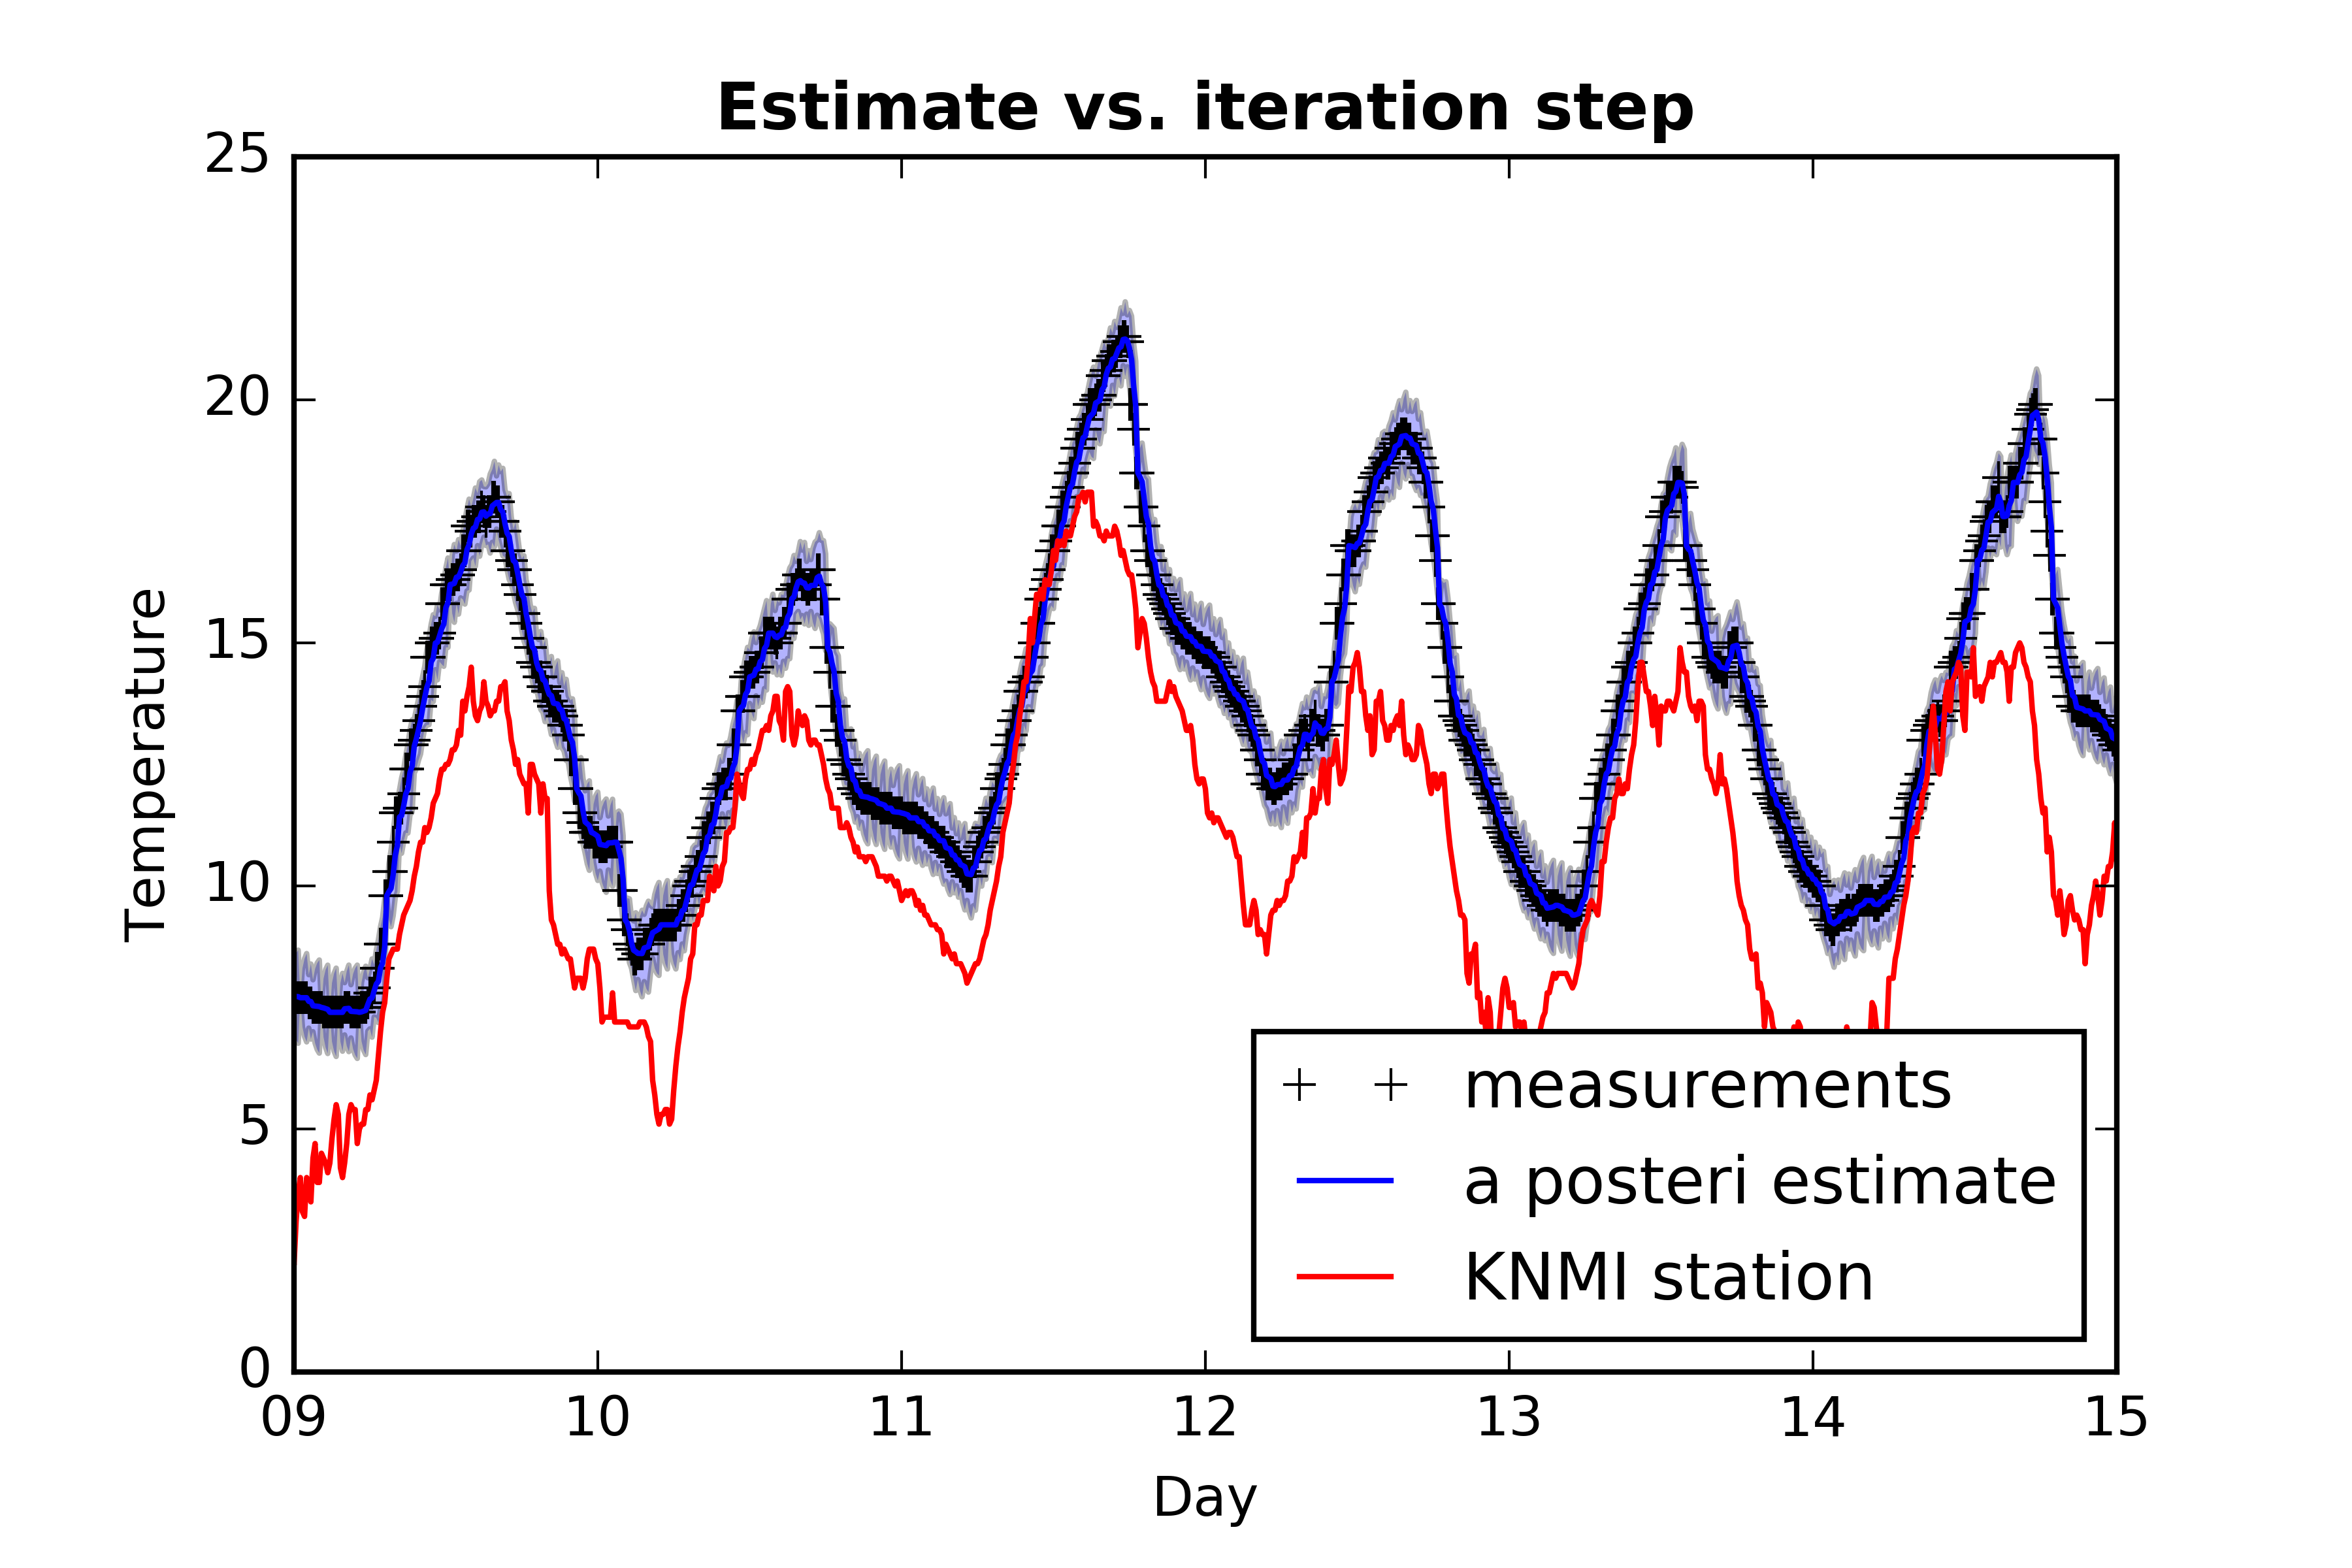 Estimate vs. iteration step
25
20
15
10
5
0
Temperature
09 10 11 12 13 14 15
Day
measurements
a posteri estimate
KNMI station